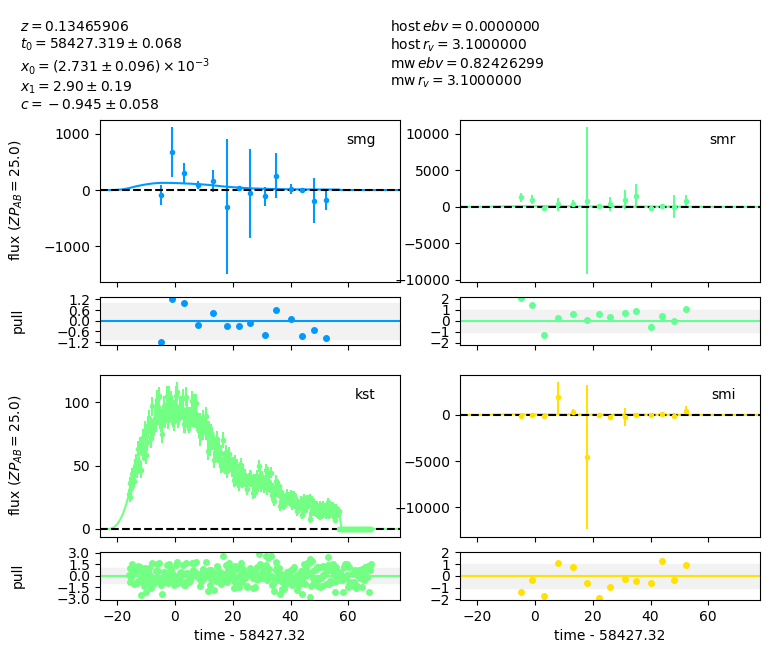 z = 0.13465906
t₀ = 58427.319 ± 0.068
x₀ = (2.731 ± 0.096) × 10⁻³
x₁ = 2.90 ± 0.19
c = −0.945 ± 0.058
host ebv = 0.0000000
host r_v = 3.1000000
mw ebv = 0.82426299
mw r_v = 3.1000000
smg
1000
0
−1000
flux (ZP_AB = 25.0)
smr
10000
5000
0
−5000
−10000
1.2
0.6
0.0
−0.6
−1.2
pull
2
1
0
−1
−2
kst
100
50
0
flux (ZP_AB = 25.0)
smi
0
−5000
−10000
3.0
1.5
0.0
−1.5
−3.0
pull
−20 0 20 40 60
time - 58427.32
2
1
0
−1
−2
−20 0 20 40 60
time - 58427.32